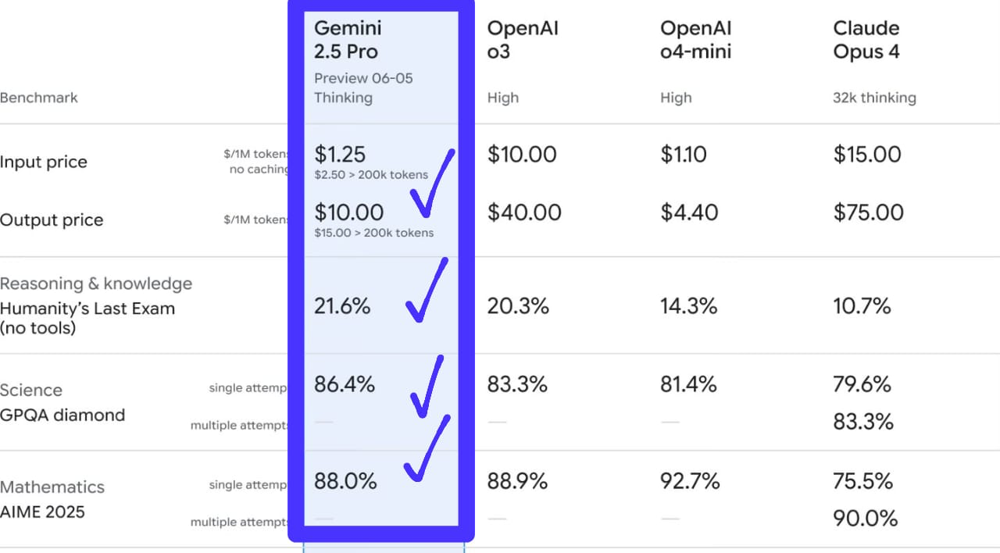 Gemini
2.5 Pro
OpenAI
o3
OpenAI
o4-mini
Claude
Opus 4
Benchmark
Preview 06-05
Thinking
High
High
32k thinking
Input price
$/1M tokens
no caching
$1.25
$2.50 > 200k tokens
$10.00
$1.10
$15.00
Output price
$/1M tokens
$10.00
$15.00 > 200k tokens
$40.00
$4.40
$75.00
Reasoning & knowledge
Humanity’s Last Exam
(no tools)
21.6%
20.3%
14.3%
10.7%
Science
GPQA diamond
single attemp
86.4%
83.3%
81.4%
79.6%
multiple attempts
—
—
—
83.3%
Mathematics
AIME 2025
single attemp
88.0%
88.9%
92.7%
75.5%
multiple attempts
—
—
—
90.0%